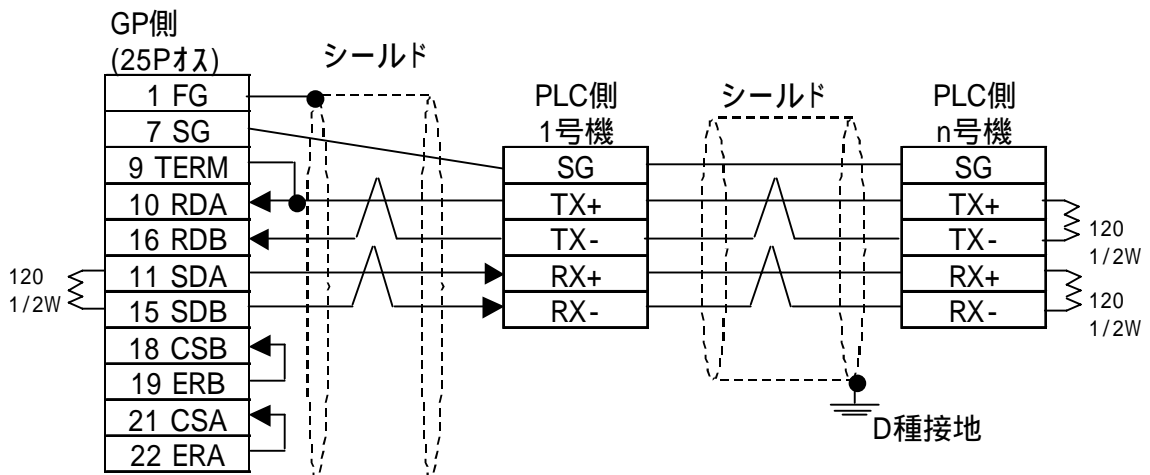 GP側
(25Pｵｽ)
シールド
1 FG
7 SG
9 TERM
10 RDA
16 RDB
11 SDA
15 SDB
18 CSB
19 ERB
21 CSA
22 ERA
120
1/2W
PLC側
1号機
SG
TX+
TX-
RX+
RX-
シールド
D種接地
PLC側
n号機
SG
TX+
TX-
RX+
RX-
120
1/2W
120
1/2W